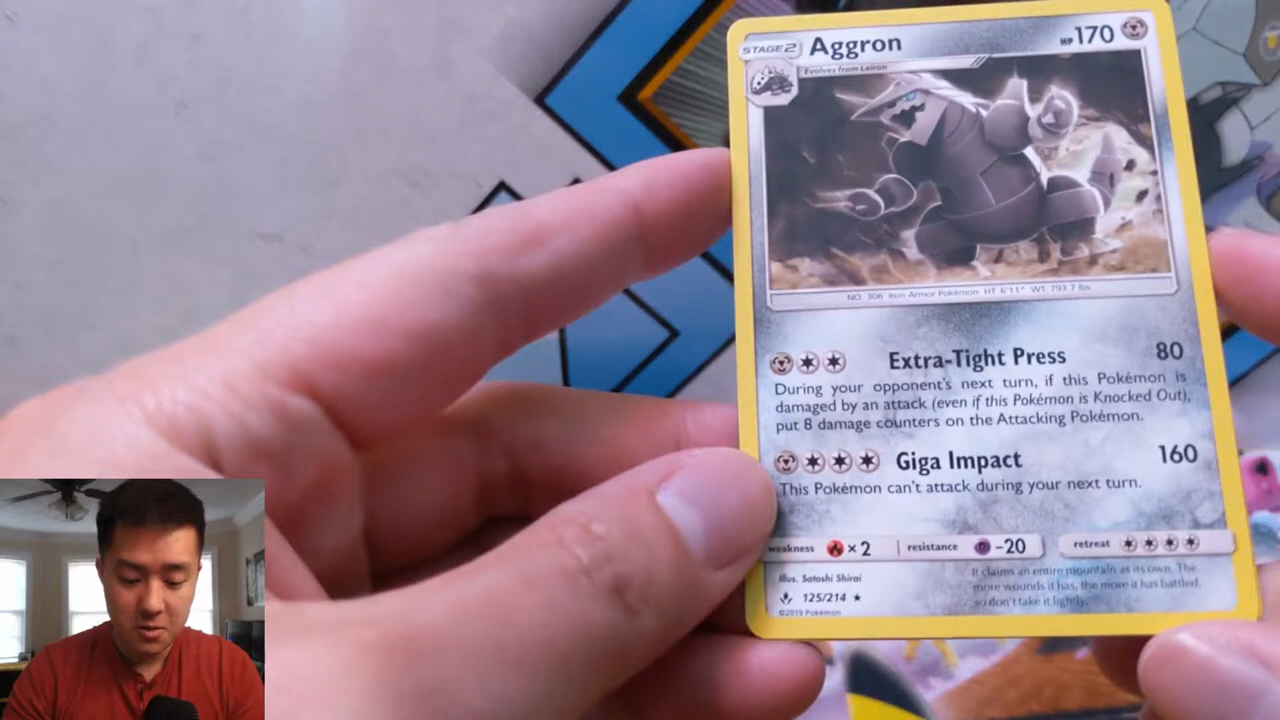 STAGE 2 Aggron HP 170
Evolves from Lairon
NO. 306 Iron Armor Pokémon HT 6'11" WT 793.7 lbs.
Extra-Tight Press 80
During your opponent's next turn, if this Pokémon is
damaged by an attack (even if this Pokémon is Knocked Out),
put 8 damage counters on the Attacking Pokémon.
Giga Impact 160
This Pokémon can't attack during your next turn.
weakness ×2 resistance -20 retreat
Illus. Satoshi Shirai
125/214 ★
©2019 Pokémon
It claims an entire mountain as its own. The
more wounds it has, the more it has battled,
so don't take it lightly.